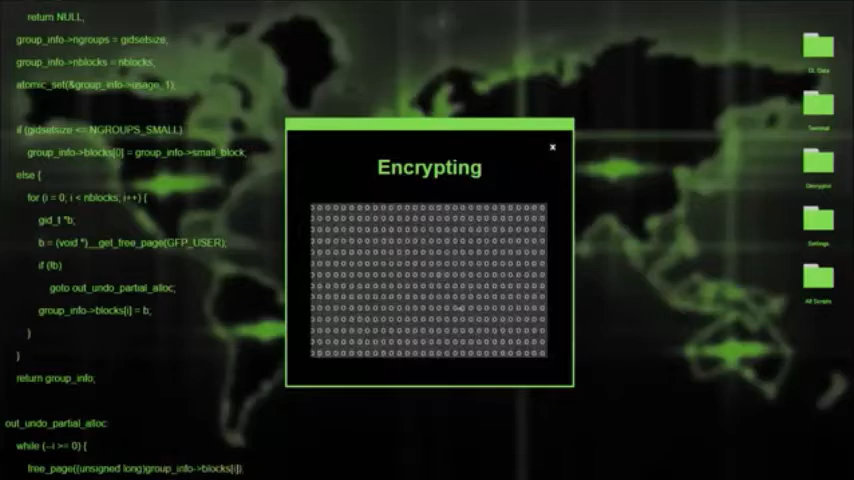 return NULL;
group_info->ngroups = gidsetsize;
group_info->nblocks = nblocks;
atomic_set(&group_info->usage, 1);
if (gidsetsize <= NGROUPS_SMALL)
group_info->blocks[0] = group_info->small_block;
else {
for (i = 0; i < nblocks; i++) {
gid_t *b;
b = (void *)__get_free_page(GFP_USER);
if (!b)
goto out_undo_partial_alloc;
group_info->blocks[i] = b;
}
}
return group_info;
out_undo_partial_alloc:
while (--i >= 0) {
free_page((unsigned long)group_info->blocks[i]);
x
Encrypting
Terminal
Decryptor
Settings
All Scripts